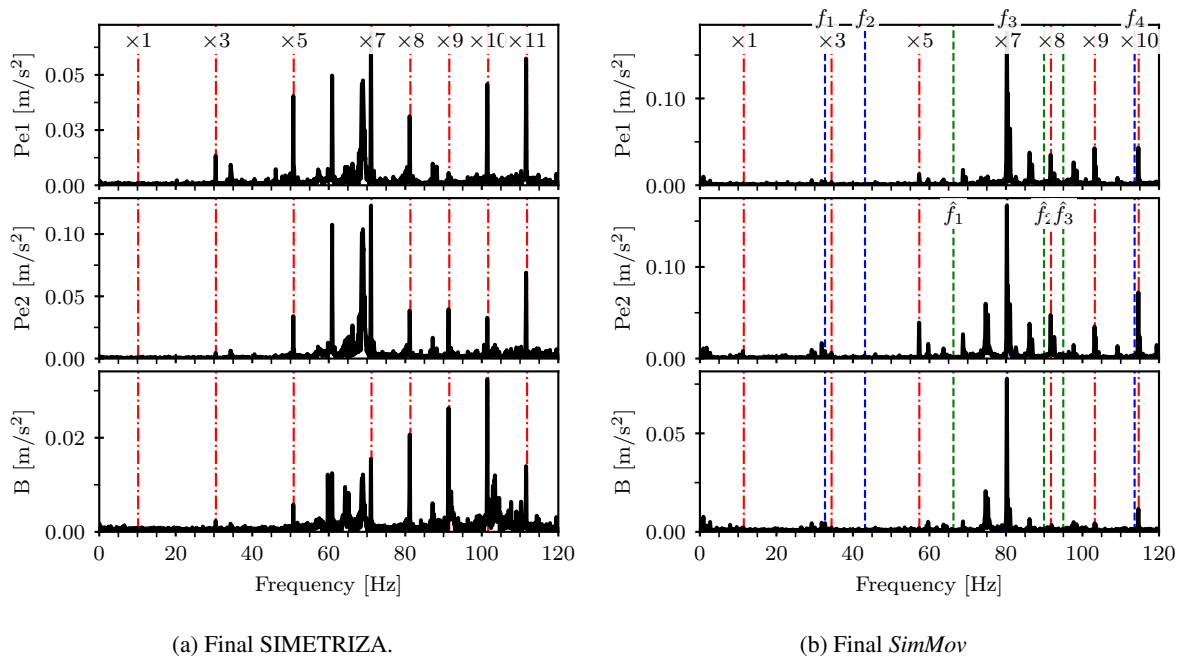 ×1 ×3 ×5 ×7 ×8 ×9 ×10 ×11
0.05
0.03
0.00
Pe1 [m/s²]
0.10
0.05
0.00
Pe2 [m/s²]
0.02
0.00
B [m/s²]
0 20 40 60 80 100 120
Frequency [Hz]
(a) Final SIMETRIZA.
f₁ f₂ f₃ f₄
×1 ×3 ×5 ×7 ×8 ×9 ×10
0.10
0.00
Pe1 [m/s²]
f̂₁ f̂₂ f̂₃
0.10
0.00
Pe2 [m/s²]
0.05
0.00
B [m/s²]
0 20 40 60 80 100 120
Frequency [Hz]
(b) Final SimMov